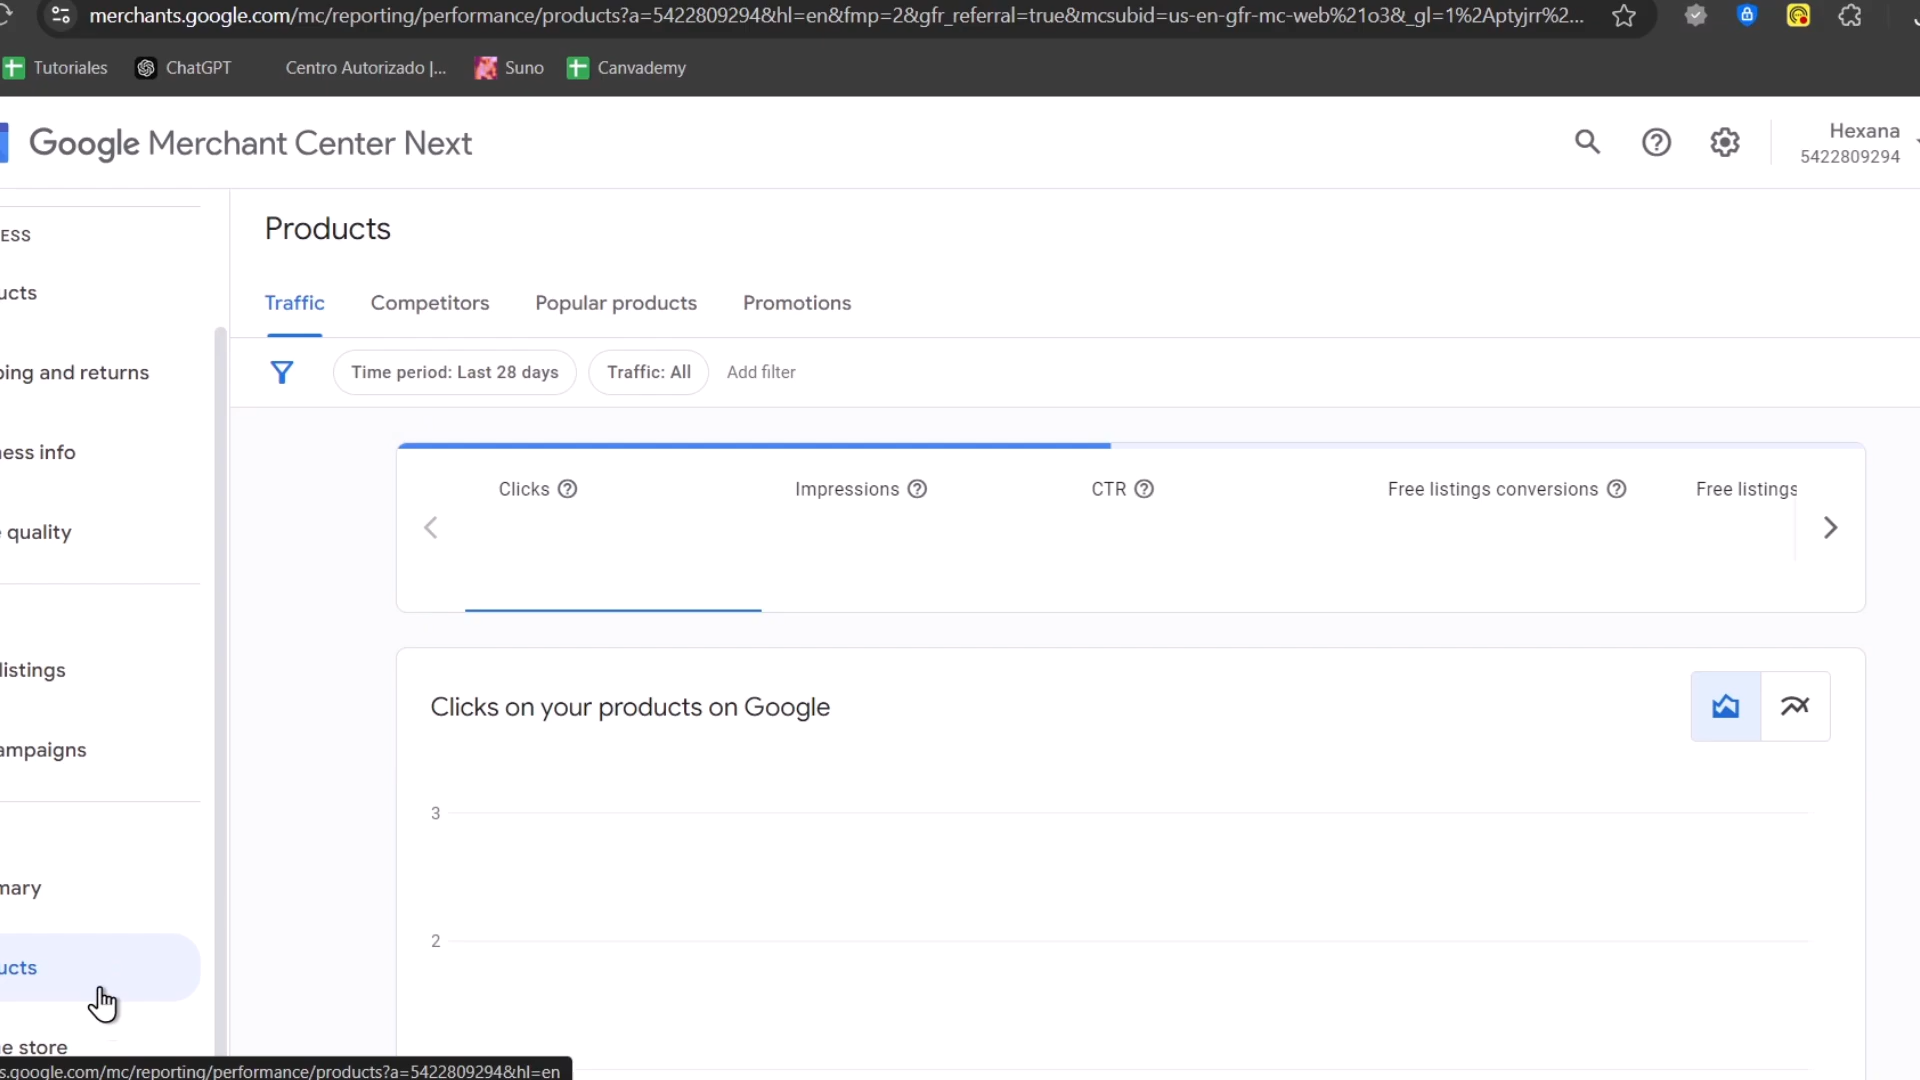 merchants.google.com/mc/reporting/performance/products?a=5422809294&hl=en&fmp=2&gfr_referral=true&mcsubid=us-en-gfr-mc-web%21o3&_gl=1%2Aptyjrr%2...
Tutoriales
ChatGPT
Centro Autorizado |...
Suno
Canvademy
Google Merchant Center Next
Hexana
5422809294
ESS
ucts
ping and returns
ness info
e quality
listings
ampaigns
mary
ucts
e store
Products
Traffic
Competitors
Popular products
Promotions
Time period: Last 28 days
Traffic: All
Add filter
Clicks
Impressions
CTR
Free listings conversions
Free listings
Clicks on your products on Google
3
2
s.google.com/mc/reporting/performance/products?a=5422809294&hl=en